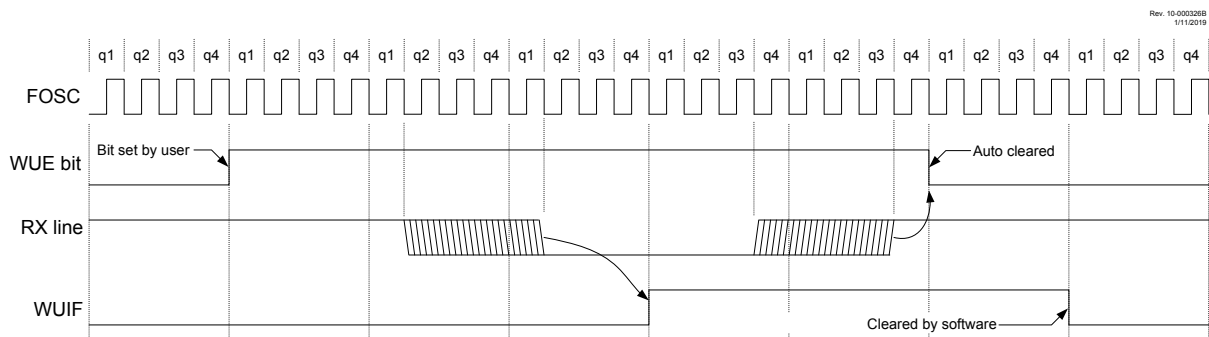 Rev. 10-000326B
1/11/2019
q1 q2 q3 q4 q1 q2 q3 q4 q1 q2 q3 q4 q1 q2 q3 q4 q1 q2 q3 q4 q1 q2 q3 q4 q1 q2 q3 q4 q1 q2 q3 q4
FOSC
WUE bit
Bit set by user
Auto cleared
RX line
WUIF
Cleared by software